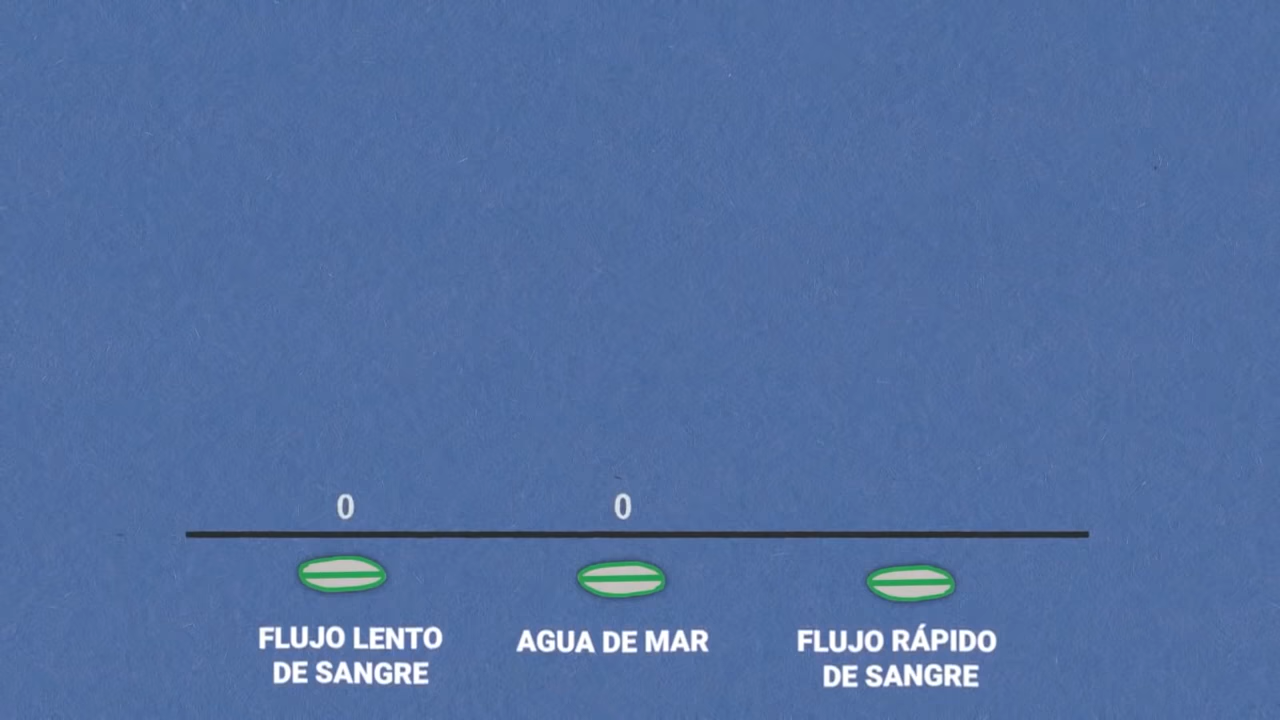 0 0
FLUJO LENTO
DE SANGRE
AGUA DE MAR
FLUJO RÁPIDO
DE SANGRE